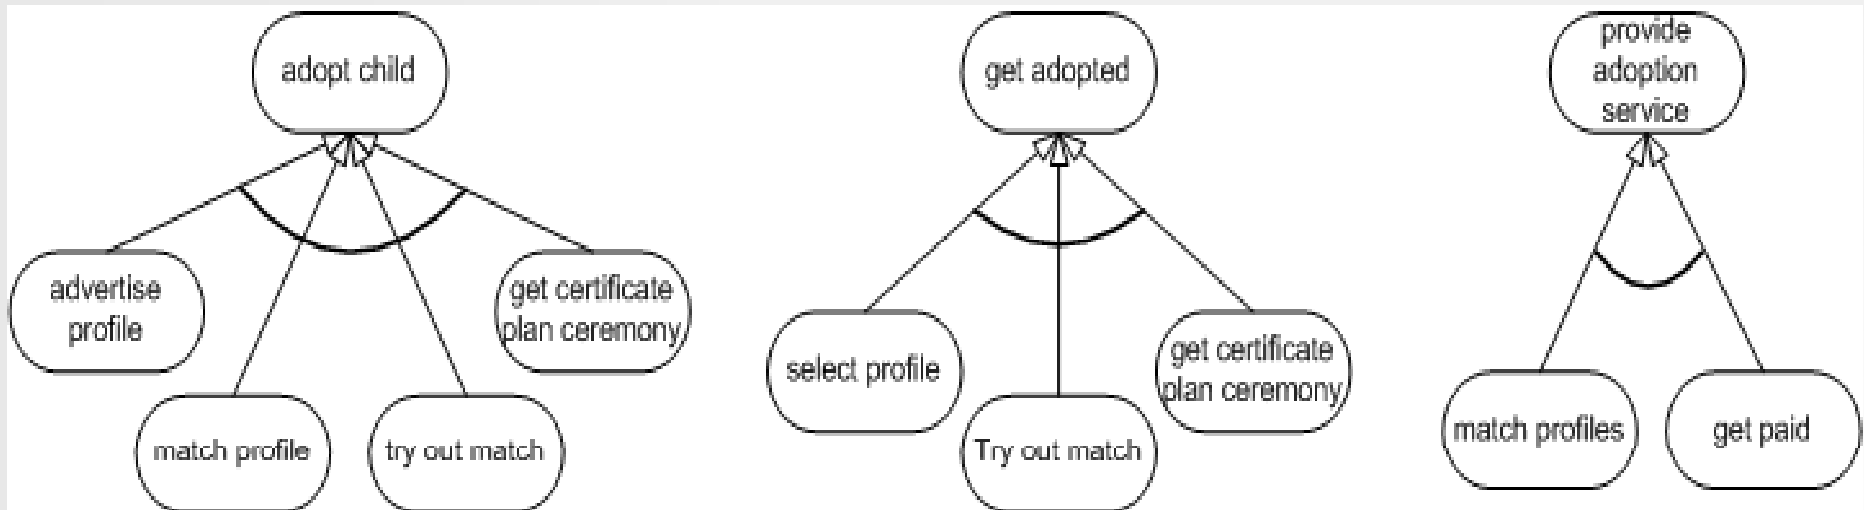 adopt child
get adopted
provide
adoption
service
advertise
profile
get certificate
plan ceremony
match profile
try out match
select profile
Try out match
get certificate
plan ceremony
match profiles
get paid